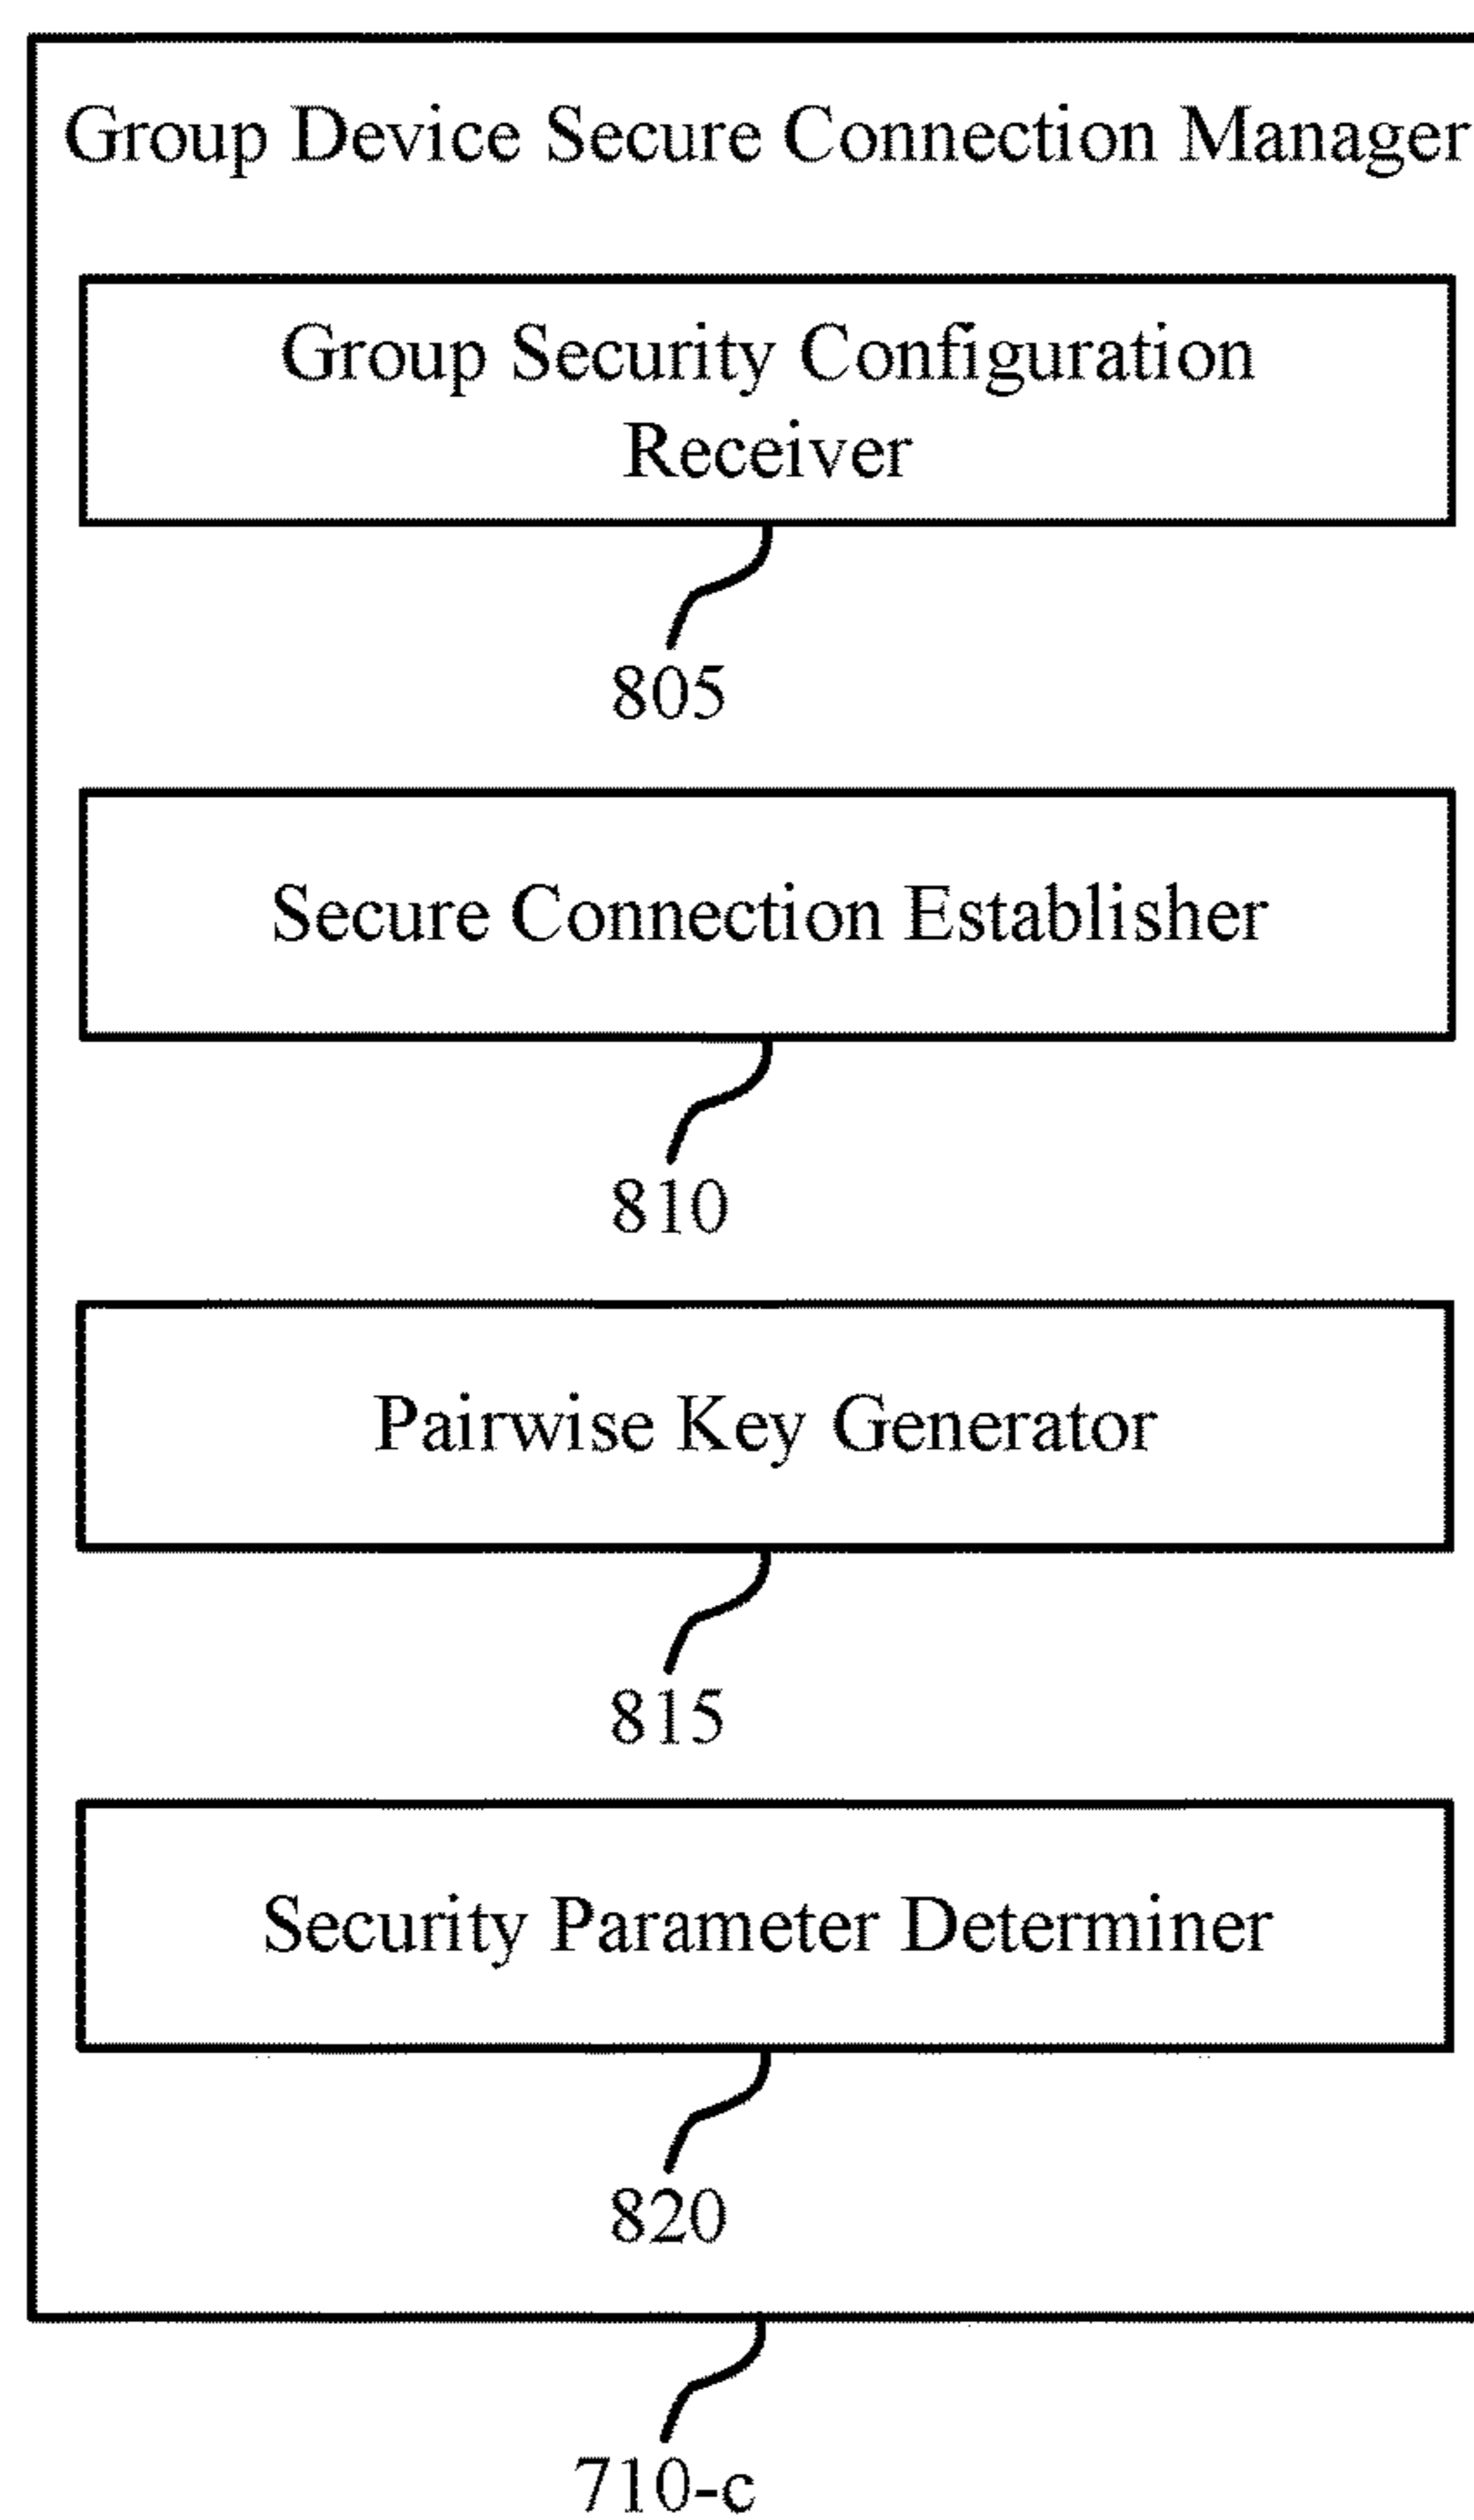 Group Device Secure Connection Manager
Group Security Configuration
Receiver
805
Secure Connection Establisher
810
Pairwise Key Generator
815
Security Parameter Determiner
820
710-c